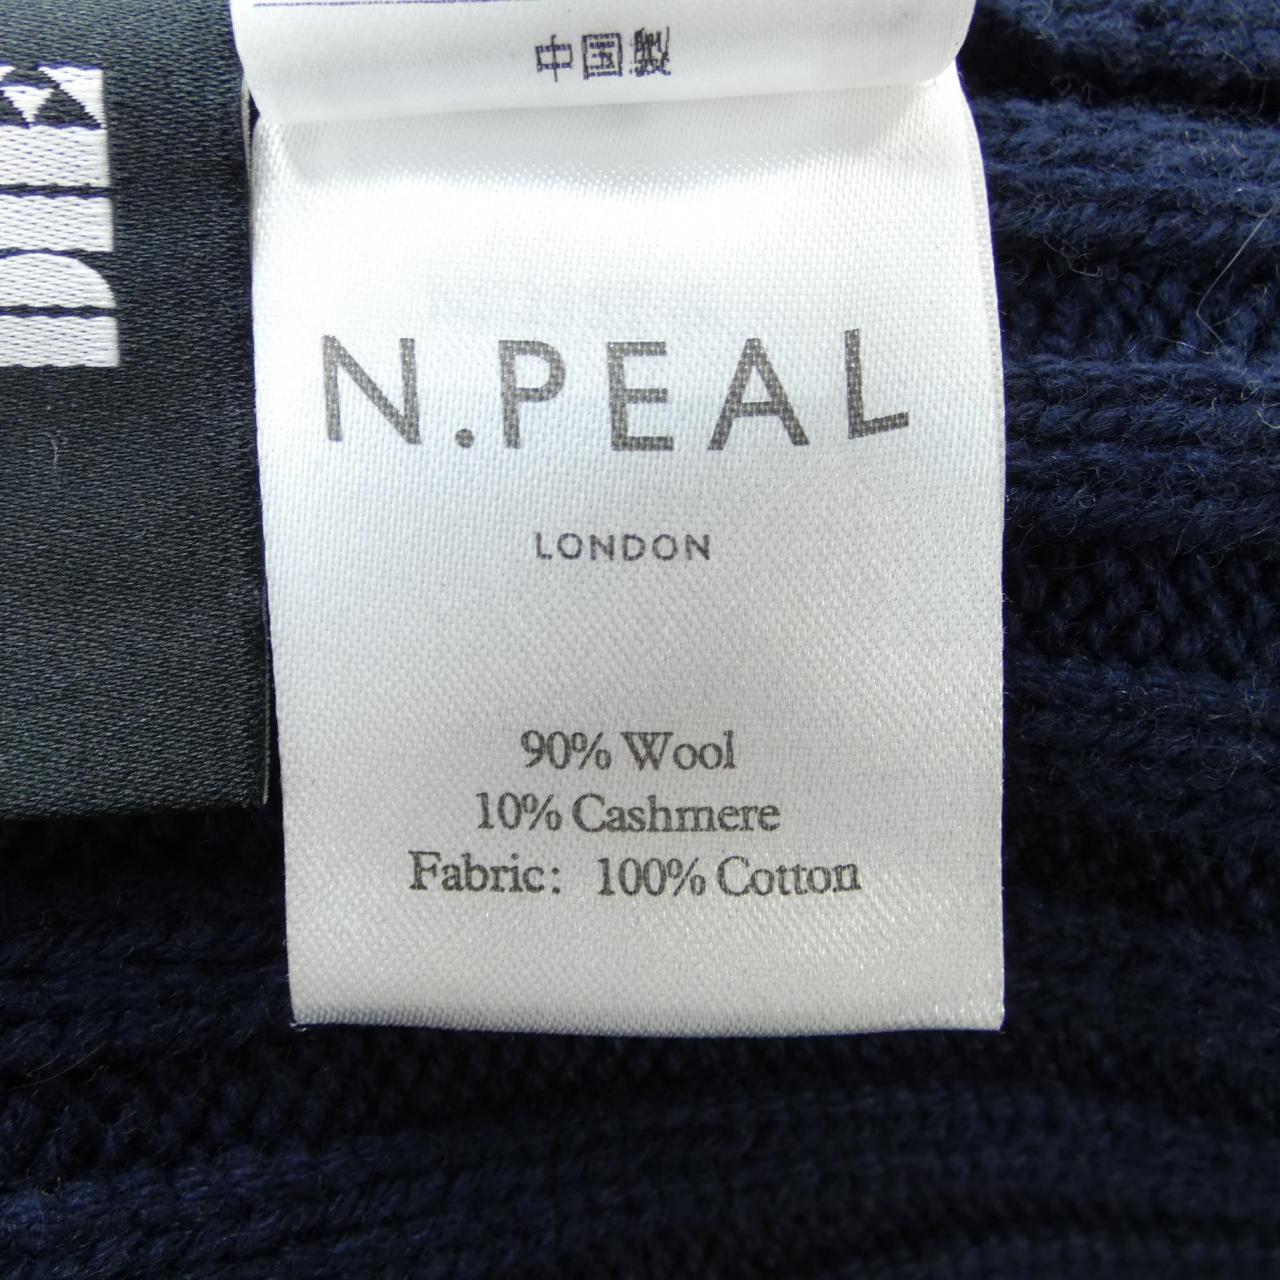 中国製
N.PEAL
LONDON
90% Wool
10% Cashmere
Fabric: 100% Cotton